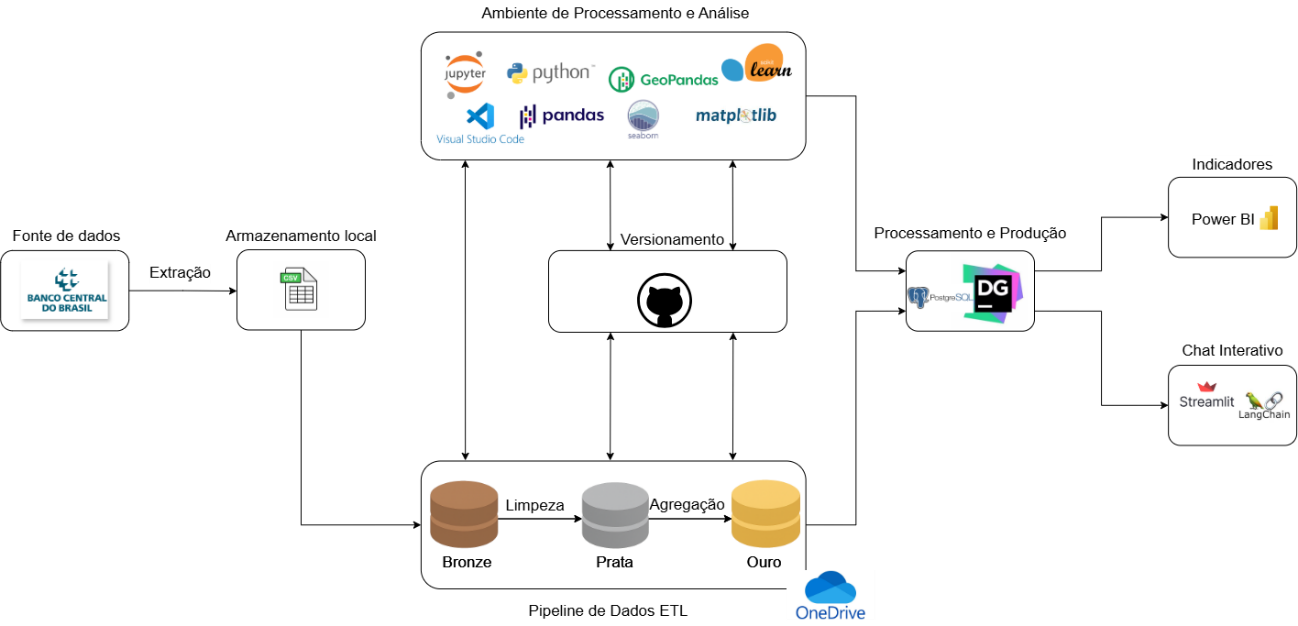 Ambiente de Processamento e Análise
jupyter
python
GeoPandas
learn
Visual Studio Code
pandas
seaborn
matplotlib
Indicadores
Power BI
Fonte de dados
BANCO CENTRAL
DO BRASIL
Extração
Armazenamento local
CSV
Versionamento
Processamento e Produção
PostgreSQL
DG
Chat Interativo
Streamlit
LangChain
Limpeza
Agregação
Bronze
Prata
Ouro
Pipeline de Dados ETL
OneDrive